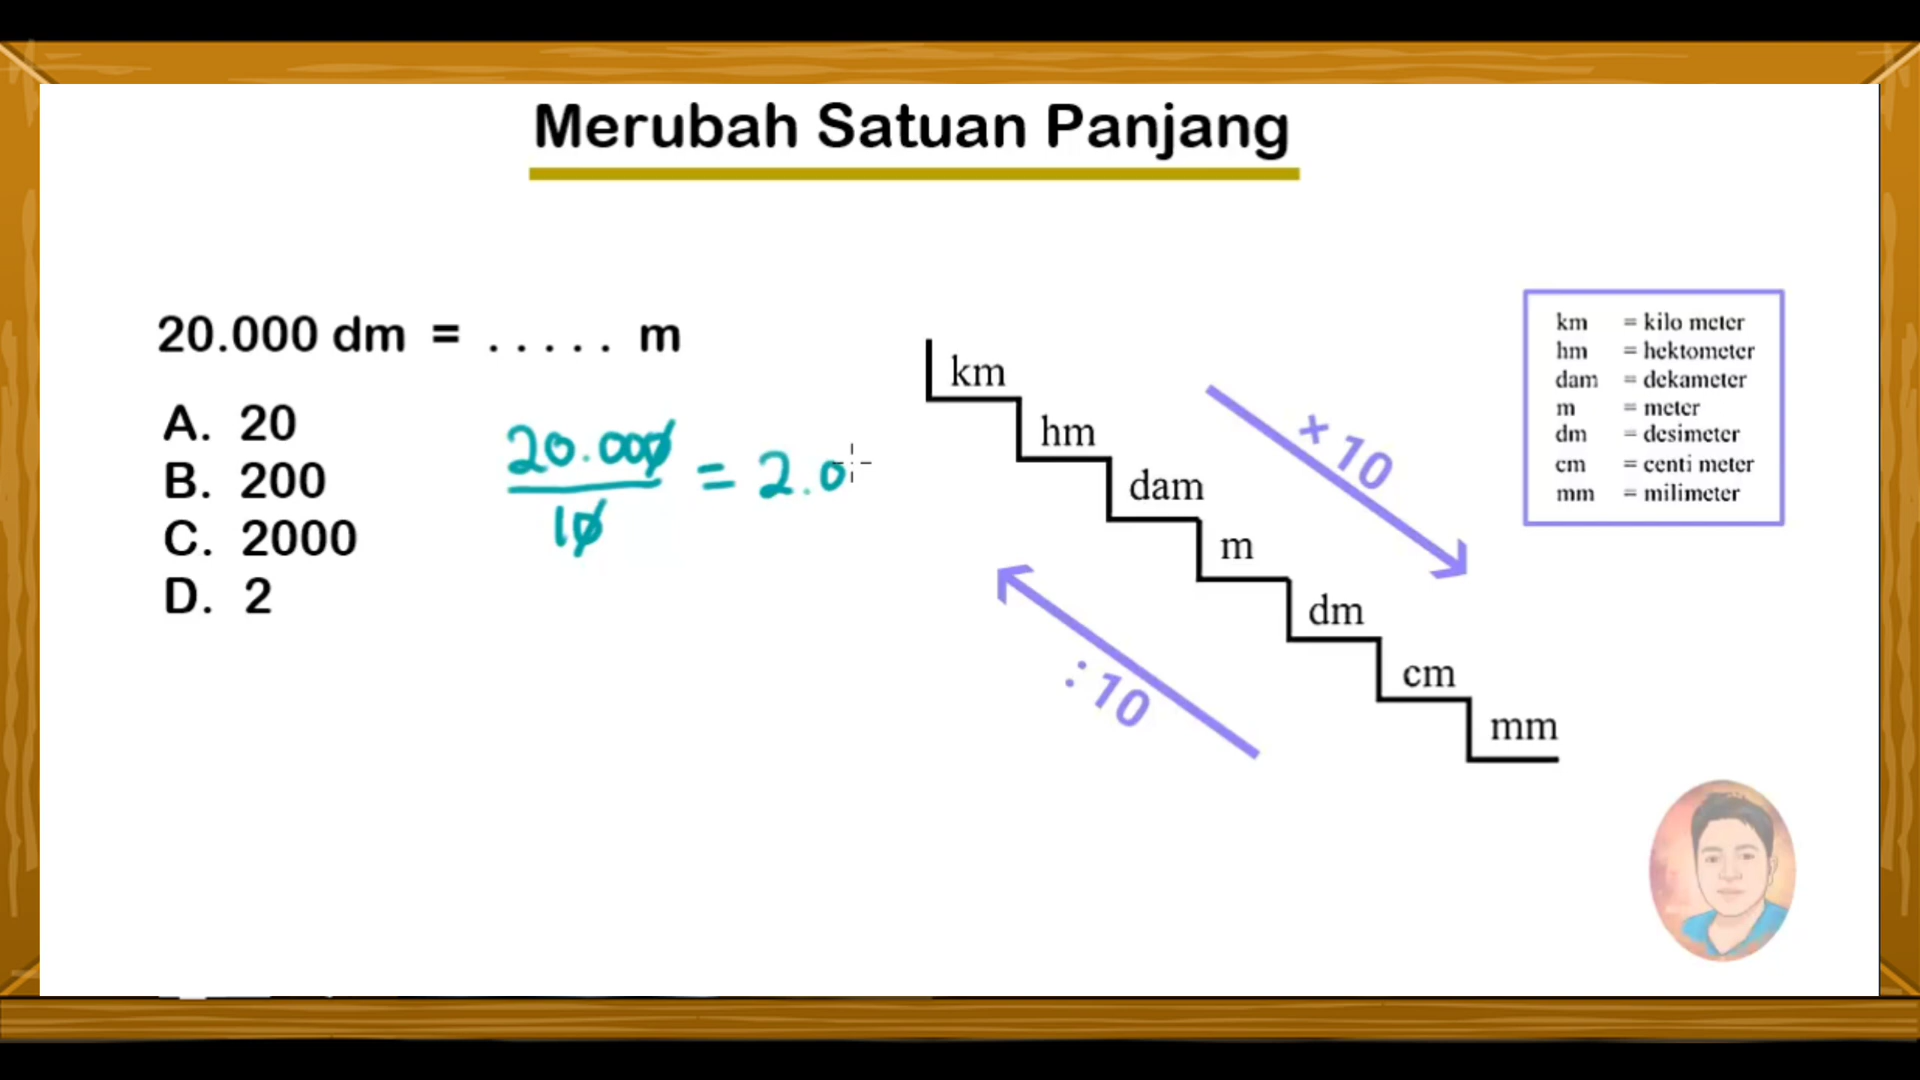 Merubah Satuan Panjang
20.000 dm = ..... m
A. 20
B. 200
C. 2000
D. 2
20.000
10
= 2.0
km
hm
dam
m
dm
cm
mm
× 10
: 10
km = kilo meter
hm = hektometer
dam = dekameter
m = meter
dm = desimeter
cm = centi meter
mm = milimeter